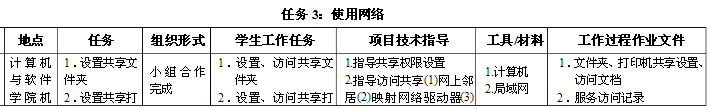 任务 3：使用网络
地点 任务 组织形式 学生工作任务 项目技术指导 工具/材料 工作过程作业文件
计算机与软件学院机
1．设置共享文件夹
2．设置共享打
小组合作完成
1．设置、访问共享文件夹
2．设置、访问共享打
1.指导共享权限设置
2.指导访问共享(1)网上邻居(2)映射网络驱动器(3)
1.计算机
2.局域网
1．文件夹、打印机共享设置、访问文档
2．服务访问记录